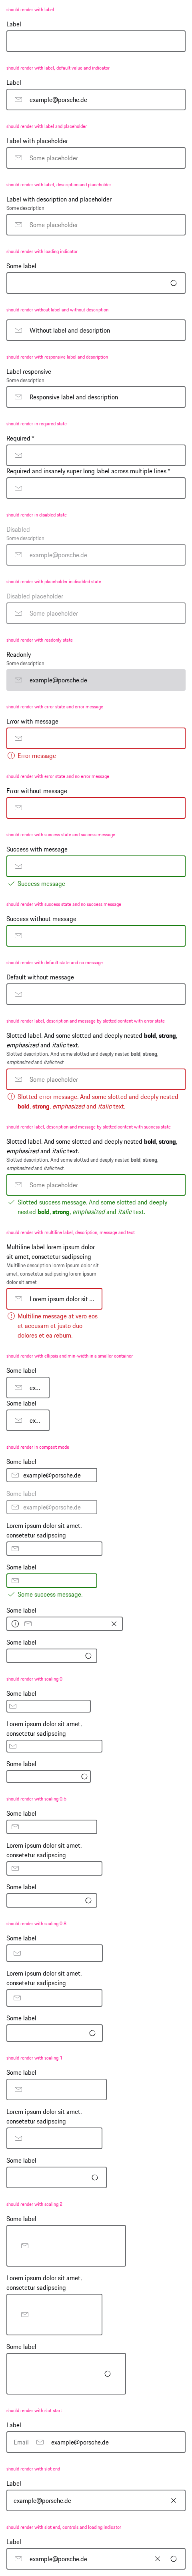 should render with label
Label
should render with label, default value and indicator
Label
example@porsche.de
should render with label and placeholder
Label with placeholder
Some placeholder
should render with label, description and placeholder
Label with description and placeholder
Some description
Some placeholder
should render with loading indicator
Some label
should render without label and without description
Without label and description
should render with responsive label and description
Label responsive
Some description
Responsive label and description
should render in required state
Required *
Required and insanely super long label across multiple lines *
should render in disabled state
Disabled
Some description
example@porsche.de
should render with placeholder in disabled state
Disabled placeholder
Some placeholder
should render with readonly state
Readonly
Some description
example@porsche.de
should render with error state and error message
Error with message
Error message
should render with error state and no error message
Error without message
should render with success state and success message
Success with message
Success message
should render with success state and no success message
Success without message
should render with default state and no message
Default without message
should render label, description and message by slotted content with error state
Slotted label. And some slotted and deeply nested bold, strong,
emphasized and italic text.
Slotted description. And some slotted and deeply nested bold, strong,
emphasized and italic text.
Some placeholder
Slotted error message. And some slotted and deeply nested
bold, strong, emphasized and italic text.
should render label, description and message by slotted content with success state
Slotted label. And some slotted and deeply nested bold, strong,
emphasized and italic text.
Slotted description. And some slotted and deeply nested bold, strong,
emphasized and italic text.
Some placeholder
Slotted success message. And some slotted and deeply
nested bold, strong, emphasized and italic text.
should render with multiline label, description, message and text
Multiline label lorem ipsum dolor
sit amet, consetetur sadipscing
Multiline description lorem ipsum dolor
sit amet, consetetur sadipscing lorem ipsum
dolor sit amet
Lorem ipsum dolor sit ...
Multiline message at vero eos
et accusam et justo duo
dolores et ea rebum.
should render with ellipsis and min-width in a smaller container
Some label
ex...
Some label
ex...
should render in compact mode
Some label
example@porsche.de
Some label
example@porsche.de
Lorem ipsum dolor sit amet,
consetetur sadipscing
Some label
Some success message.
Some label
Some label
should render with scaling 0
Some label
Lorem ipsum dolor sit amet,
consetetur sadipscing
Some label
should render with scaling 0.5
Some label
Lorem ipsum dolor sit amet,
consetetur sadipscing
Some label
should render with scaling 0.8
Some label
Lorem ipsum dolor sit amet,
consetetur sadipscing
Some label
should render with scaling 1
Some label
Lorem ipsum dolor sit amet,
consetetur sadipscing
Some label
should render with scaling 2
Some label
Lorem ipsum dolor sit amet,
consetetur sadipscing
Some label
should render with slot start
Label
Email
example@porsche.de
should render with slot end
Label
example@porsche.de
should render with slot end, controls and loading indicator
Label
example@porsche.de